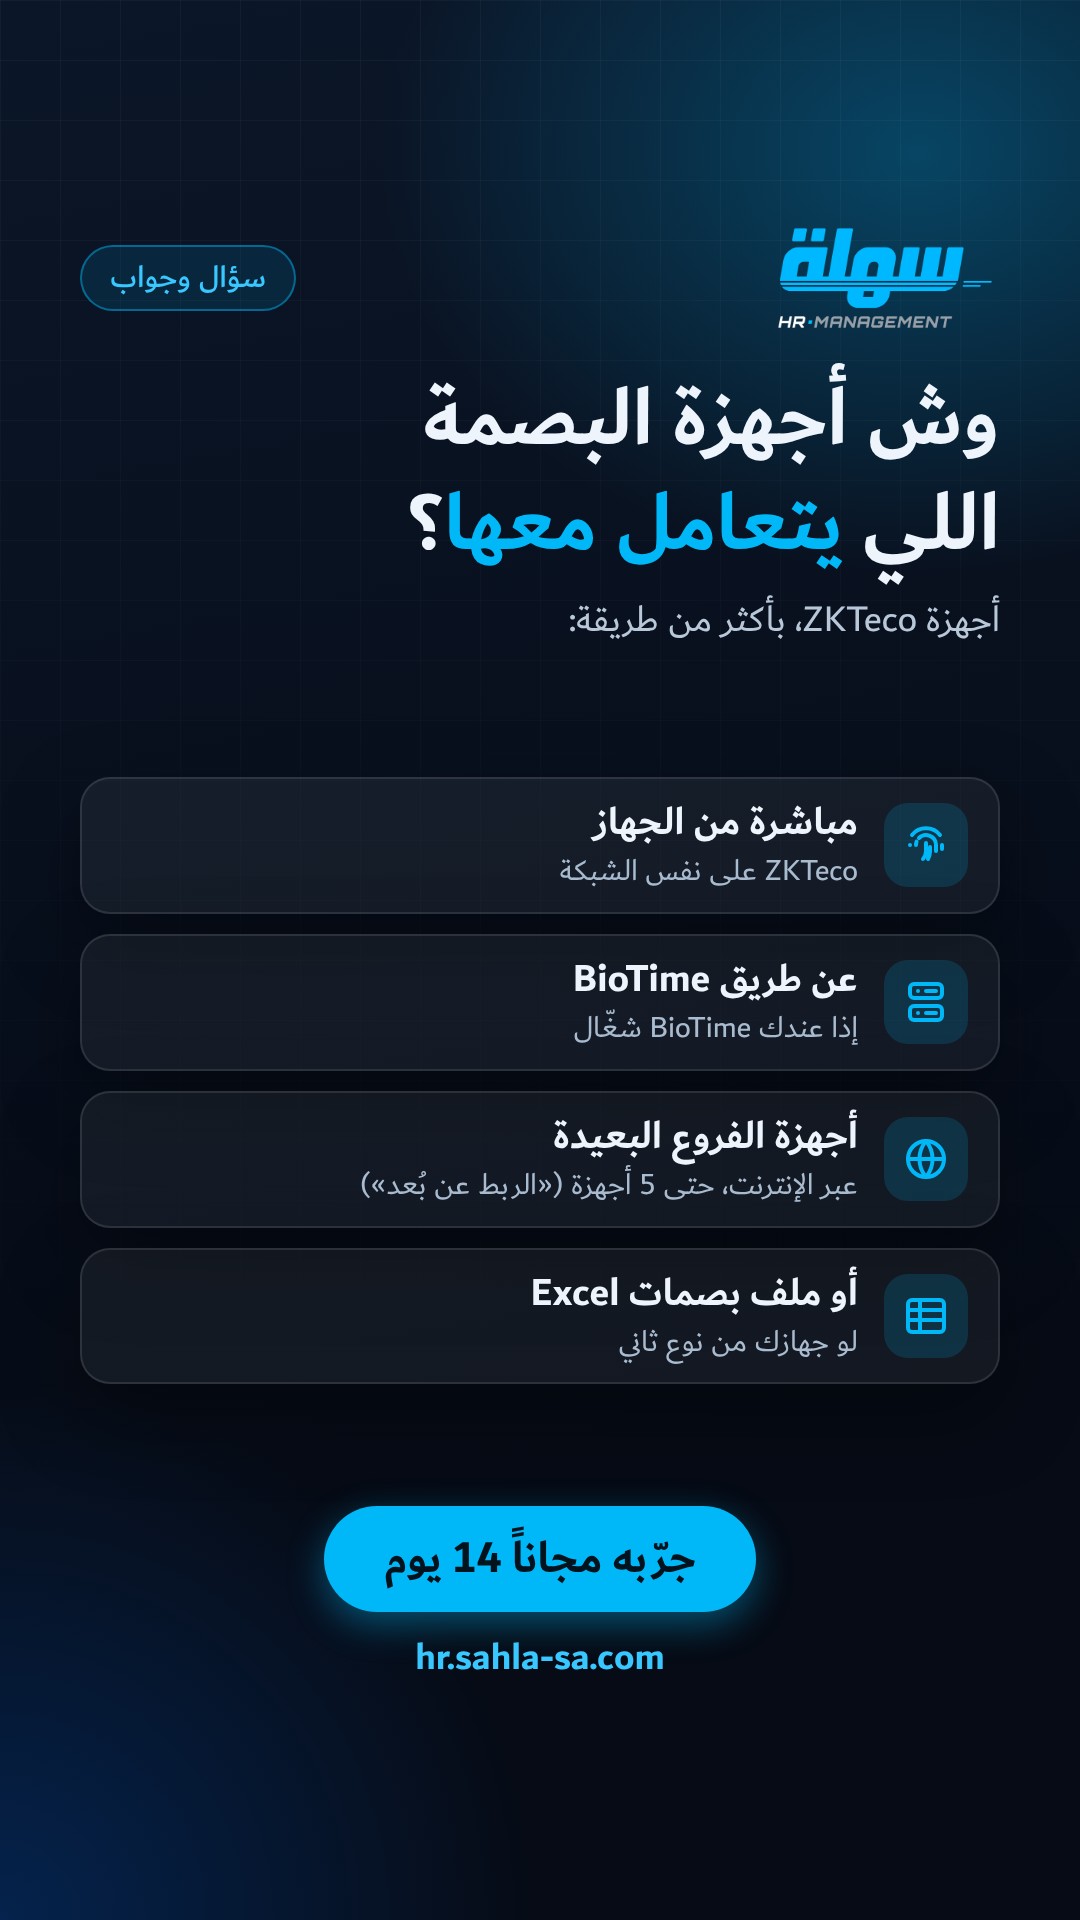 سهلة
HR·MANAGEMENT
سؤال وجواب
وش أجهزة البصمة
اللي يتعامل معها؟
أجهزة ZKTeco، بأكثر من طريقة:
مباشرة من الجهاز
ZKTeco على نفس الشبكة
عن طريق BioTime
إذا عندك BioTime شغّال
أجهزة الفروع البعيدة
عبر الإنترنت، حتى 5 أجهزة («الربط عن بُعد»)
أو ملف بصمات Excel
لو جهازك من نوع ثاني
جرّبه مجاناً 14 يوم
hr.sahla-sa.com